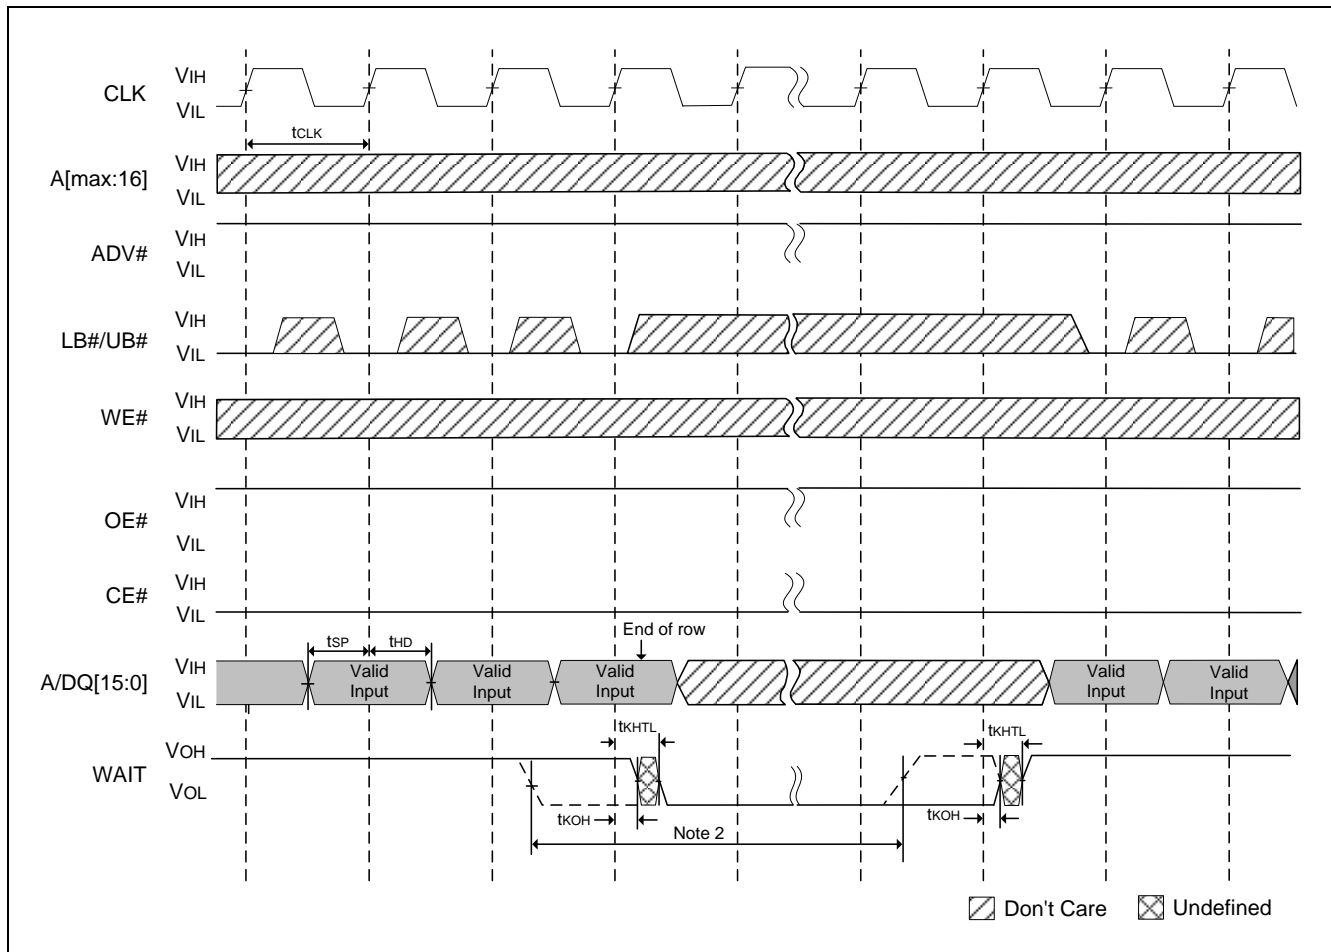 CLK
VIH
VIL
tCLK
A[max:16]
VIH
VIL
ADV#
VIH
VIL
LB#/UB#
VIH
VIL
WE#
VIH
VIL
OE#
VIH
VIL
CE#
VIH
VIL
End of row
tSP
tHD
A/DQ[15:0]
VIH
VIL
Valid
Input
Valid
Input
Valid
Input
Valid
Input
Valid
Input
tKHTL
tKHTL
WAIT
VOH
VOL
tKOH
tKOH
Note 2
Don't Care
Undefined